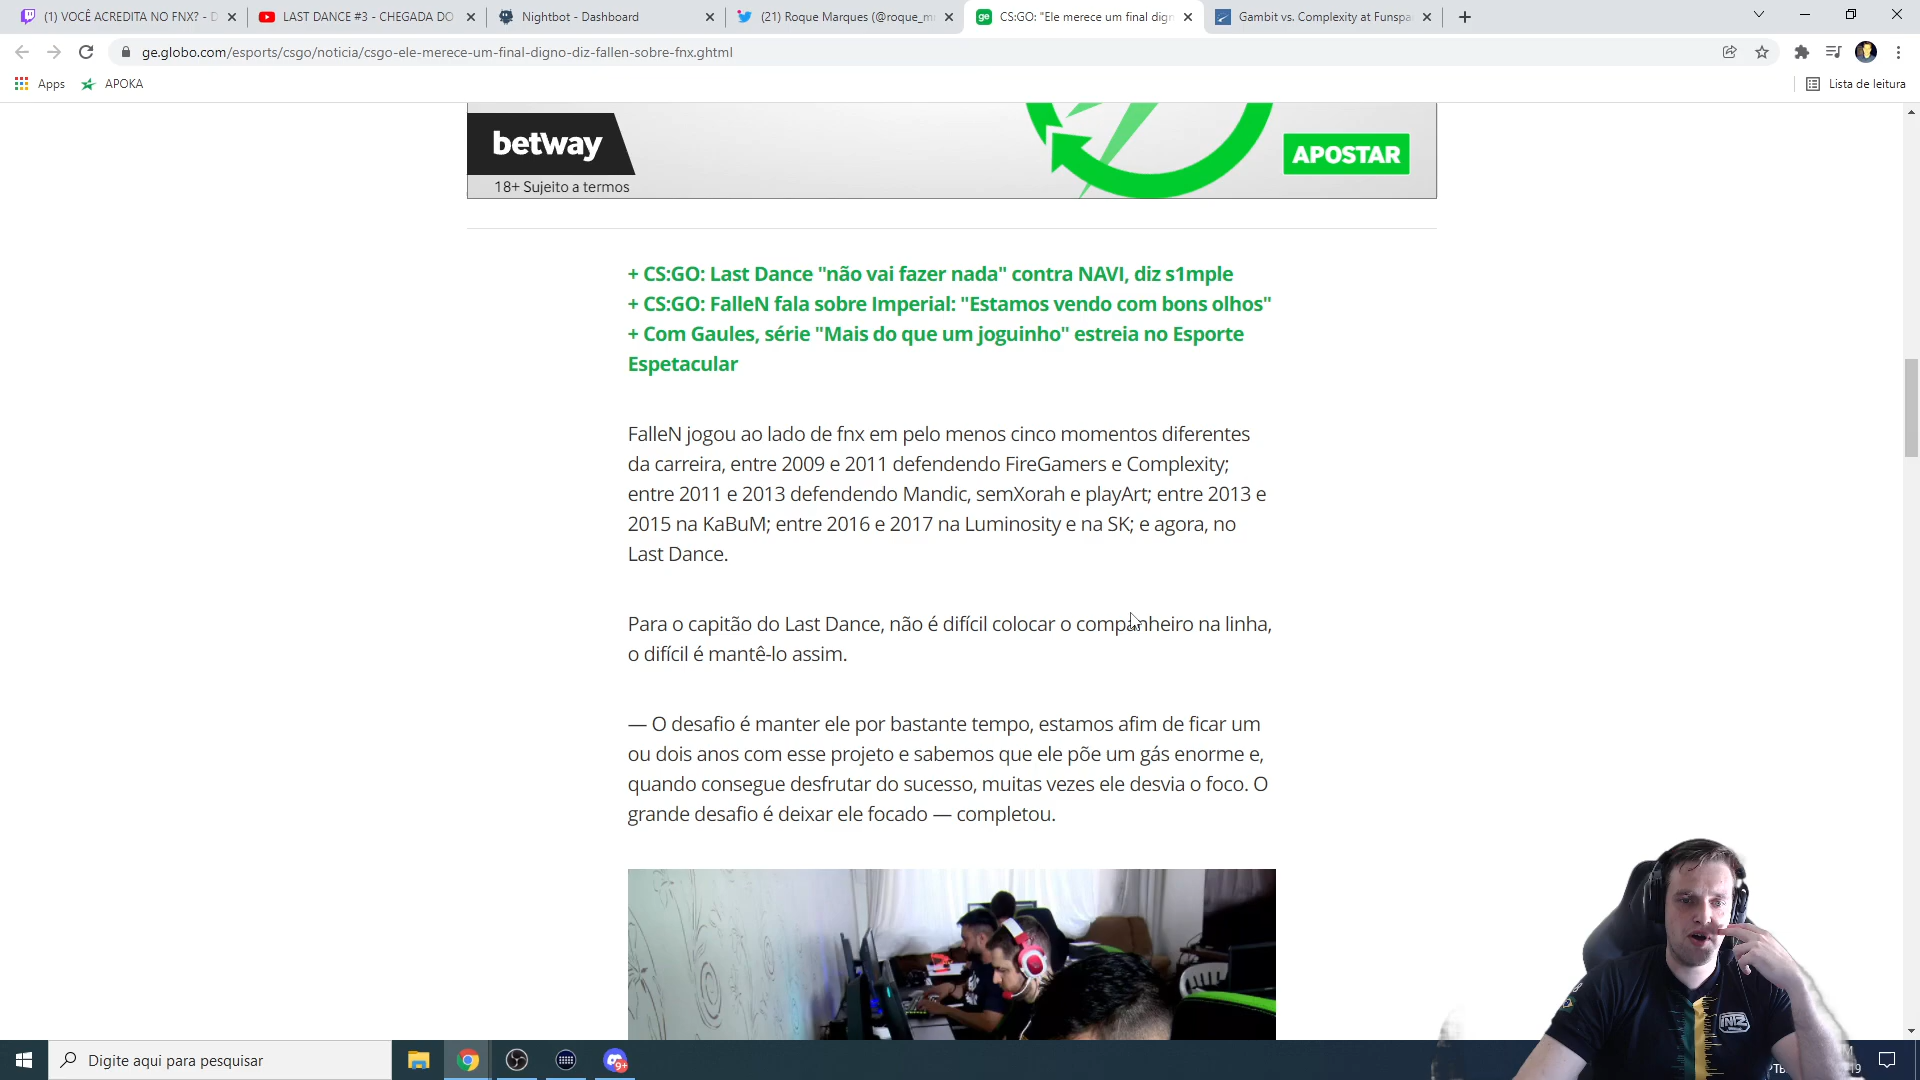 (1) VOCÊ ACREDITA NO FNX? - D
LAST DANCE #3 - CHEGADA DO
Nightbot - Dashboard
(21) Roque Marques (@roque_m
CS:GO: "Ele merece um final dign
Gambit vs. Complexity at Funspa
ge.globo.com/esports/csgo/noticia/csgo-ele-merece-um-final-digno-diz-fallen-sobre-fnx.ghtml
Apps
APOKA
Lista de leitura
betway
18+ Sujeito a termos
APOSTAR
+ CS:GO: Last Dance "não vai fazer nada" contra NAVI, diz s1mple
+ CS:GO: FalleN fala sobre Imperial: "Estamos vendo com bons olhos"
+ Com Gaules, série "Mais do que um joguinho" estreia no Esporte
Espetacular
FalleN jogou ao lado de fnx em pelo menos cinco momentos diferentes
da carreira, entre 2009 e 2011 defendendo FireGamers e Complexity;
entre 2011 e 2013 defendendo Mandic, semXorah e playArt; entre 2013 e
2015 na KaBuM; entre 2016 e 2017 na Luminosity e na SK; e agora, no
Last Dance.
Para o capitão do Last Dance, não é difícil colocar o companheiro na linha,
o difícil é mantê-lo assim.
— O desafio é manter ele por bastante tempo, estamos afim de ficar um
ou dois anos com esse projeto e sabemos que ele põe um gás enorme e,
quando consegue desfrutar do sucesso, muitas vezes ele desvia o foco. O
grande desafio é deixar ele focado — completou.
INTZ
Digite aqui para pesquisar
9+